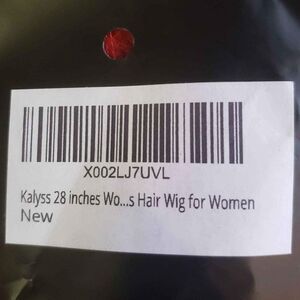 X002LJ7UVL
Kalyss 28 inches Wo...s Hair Wig for Women
New